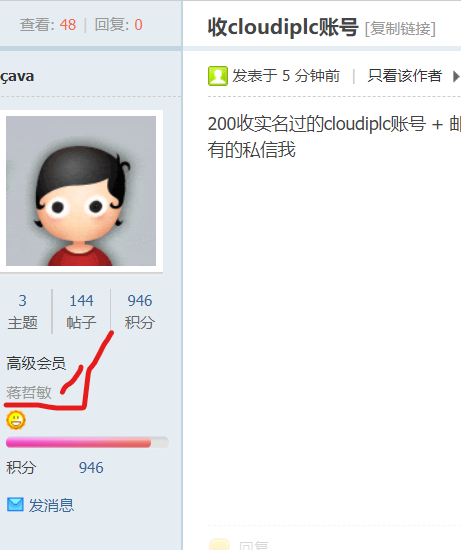 查看: 48 | 回复: 0
收cloudiplc账号 [复制链接]
çava
发表于 5 分钟前 | 只看该作者
200收实名过的cloudiplc账号 + 邮
有的私信我
3 144 946
主题 帖子 积分
高级会员
蒋哲敏
积分 946
发消息
回复